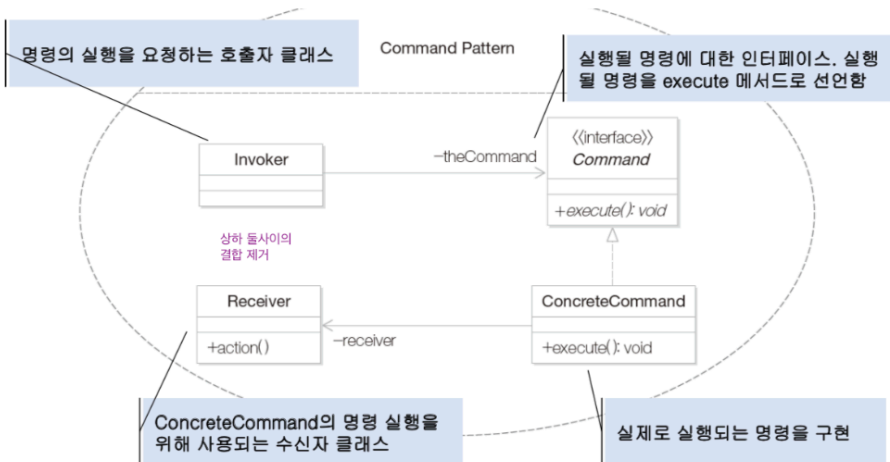 명령의 실행을 요청하는 호출자 클래스
Command Pattern
실행될 명령에 대한 인터페이스. 실행
될 명령을 execute 메서드로 선언함
Invoker
-theCommand
《interface》
Command
+execute(): void
상하 둘사이의
결합 제거
Receiver
+action()
-receiver
ConcreteCommand
+execute(): void
ConcreteCommand의 명령 실행을
위해 사용되는 수신자 클래스
실제로 실행되는 명령을 구현